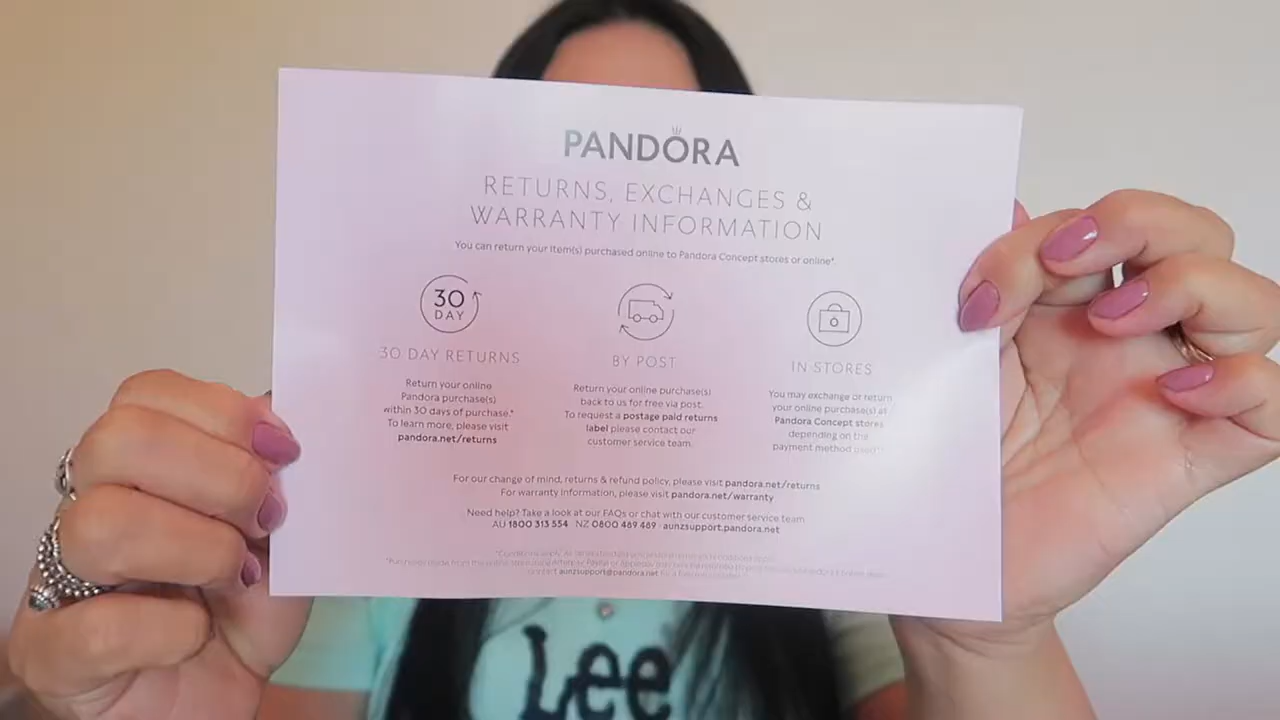 PANDORA
RETURNS, EXCHANGES &
WARRANTY INFORMATION
You can return your item(s) purchased online to Pandora Concept stores or online*.
30
DAY
30 DAY RETURNS
Return your online
Pandora purchase(s)
within 30 days of purchase.*
To learn more, please visit
pandora.net/returns
BY POST
Return your online purchase(s)
back to us for free via post.
To request a postage paid returns
label please contact our
customer service team.
IN STORES
You may exchange or return
your online purchase(s) at
Pandora Concept stores
depending on the
payment method used**
For our change of mind, returns & refund policy, please visit pandora.net/returns
For warranty information, please visit pandora.net/warranty
Need help? Take a look at our FAQs or chat with our customer service team
AU 1800 313 554 NZ 0800 489 469 · aunzsupport.pandora.net
contact aunzsupport@pandora.net for
Lee